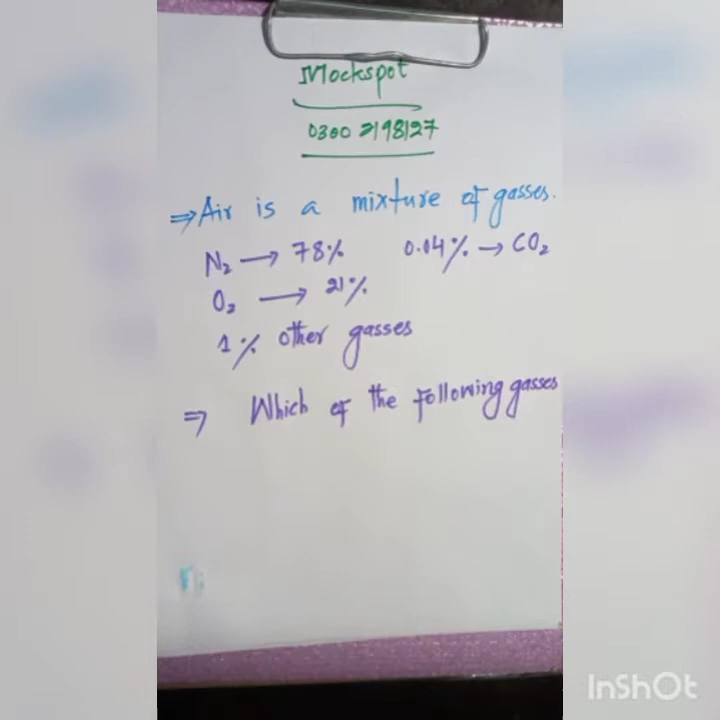 Mockspot
0300 2198127
⇒ Air is a mixture of gasses.
N₂ → 78% 0.04% → CO₂
O₂ → 21%
1% other gasses
⇒ Which of the following gasses
InShOt